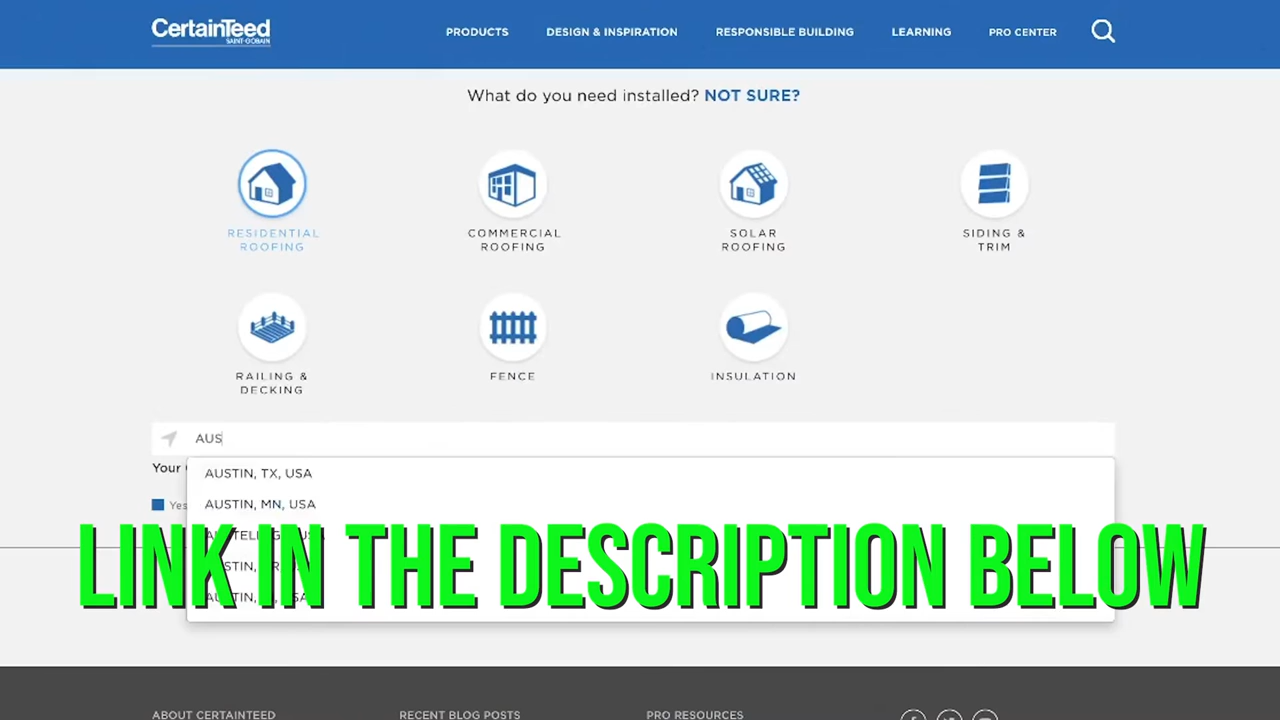 CertainTeed
SAINT-GOBAIN
PRODUCTS
DESIGN & INSPIRATION
RESPONSIBLE BUILDING
LEARNING
PRO CENTER
What do you need installed? NOT SURE?
RESIDENTIAL
ROOFING
COMMERCIAL
ROOFING
SOLAR
ROOFING
SIDING &
TRIM
RAILING &
DECKING
FENCE
INSULATION
AUS
Your
AUSTIN, TX, USA
Yes
AUSTIN, MN, USA
LINK IN THE DESCRIPTION BELOW
ABOUT CERTAINTEED
RECENT BLOG POSTS
PRO RESOURCES